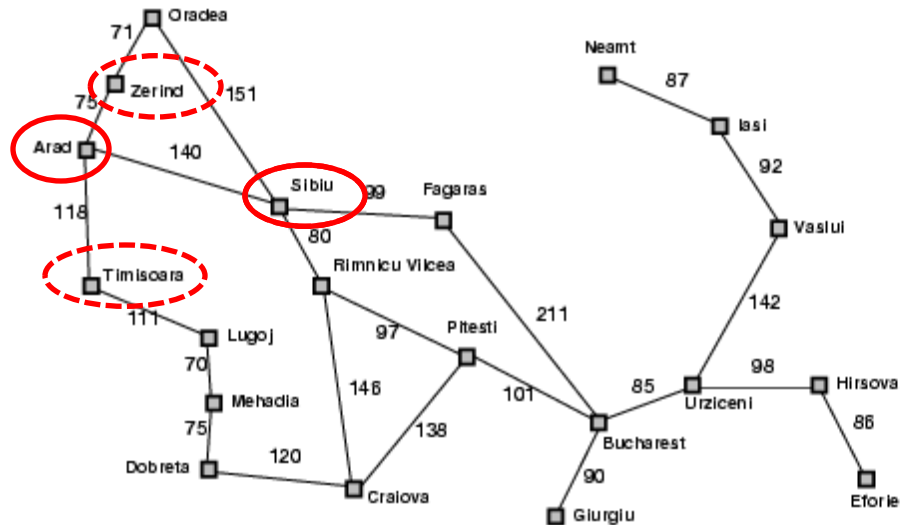 Oradea
71
Neamt
87
Zerind
151
75
Iasi
Arad
140
92
Sibiu
99
Fagaras
118
Vaslui
80
Timisoara
Rimnicu Vilcea
142
111
211
Lugoj
97
Pitesti
70
98
Hirsova
146
85
101
Urziceni
Mehadia
86
75
138
Bucharest
Dobreta
120
90
Craiova
Eforie
Giurgiu